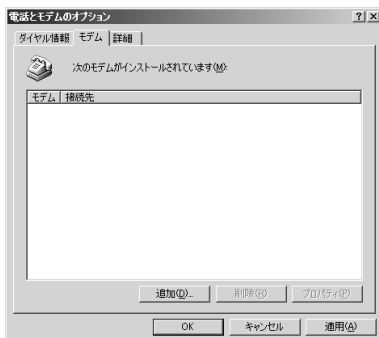 電話とモデムのオプション ? ×
ダイヤル情報 モデム 詳細
次のモデムがインストールされています(M):
モデム 接続先
追加(D)... 削除(R) プロパティ(P)
OK キャンセル 適用(A)